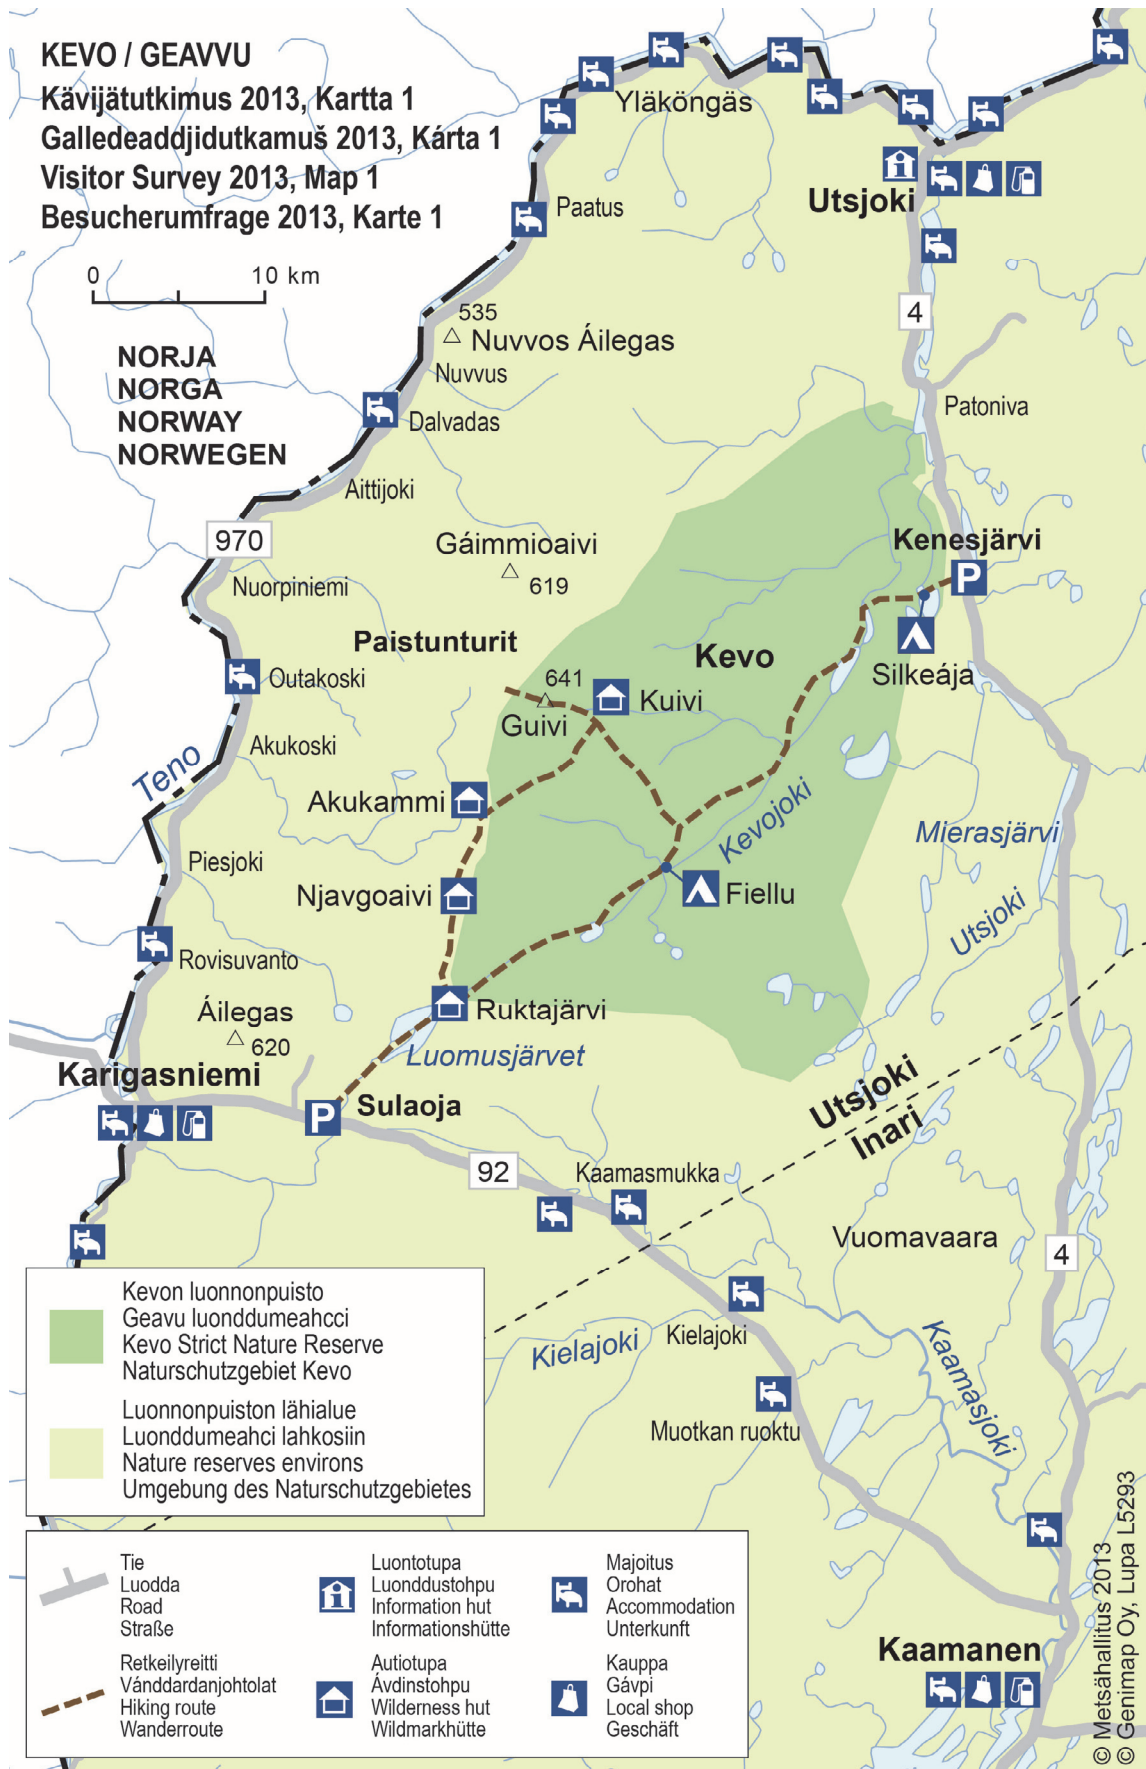 KEVO / GEAVVU
Kävijätutkimus 2013, Kartta 1
Galledeaddjidutkamuš 2013, Kárta 1
Visitor Survey 2013, Map 1
Besucherumfrage 2013, Karte 1
0 10 km
NORJA
NORGA
NORWAY
NORWEGEN
Yläköngäs
Utsjoki
Paatus
4
535
Nuvvos Áilegas
Nuvvus
Patoniva
Dalvadas
Aittijoki
970
Gáimmioaivi
619
Kenesjärvi
P
Nuorpiniemi
Paistunturit
Kevo
Silkeája
Outakoski
641
Kuivi
Guivi
Akukoski
Teno
Akukammi
Kevojoki
Mierasjärvi
Piesjoki
Njavgoaivi
Fiellu
Utsjoki
Rovisuvanto
Áilegas
620
Ruktajärvi
Luomusjärvet
Karigasniemi
P
Sulaoja
Utsjoki
Inari
92
Kaamasmukka
Vuomavaara
4
Kielajoki
Kielajoki
Kaamasjoki
Muotkan ruoktu
Kaamanen
Kevon luonnonpuisto
Geavu luonddumeahcci
Kevo Strict Nature Reserve
Naturschutzgebiet Kevo
Luonnonpuiston lähialue
Luonddumeahci lahkosiin
Nature reserves environs
Umgebung des Naturschutzgebietes
Tie
Luodda
Road
Straße
Luontotupa
Luonddustohpu
Information hut
Informationshütte
Majoitus
Orohat
Accommodation
Unterkunft
Retkeilyreitti
Vánddardanjohtolat
Hiking route
Wanderroute
Autiotupa
Ávdinstohpu
Wilderness hut
Wildmarkhütte
Kauppa
Gávpi
Local shop
Geschäft
© Metsähallitus 2013
© Genimap Oy, Lupa L5293